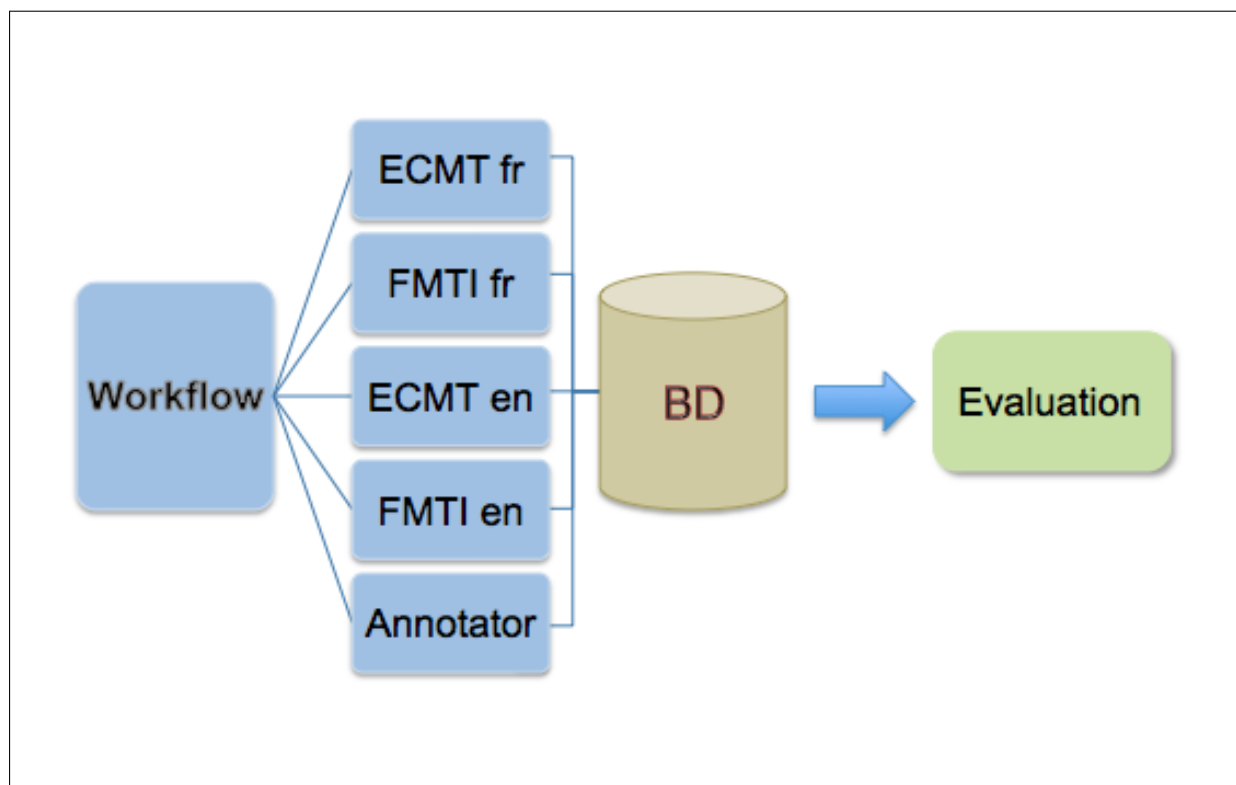 Workflow
ECMT fr
FMTI fr
ECMT en
FMTI en
Annotator
BD
Evaluation